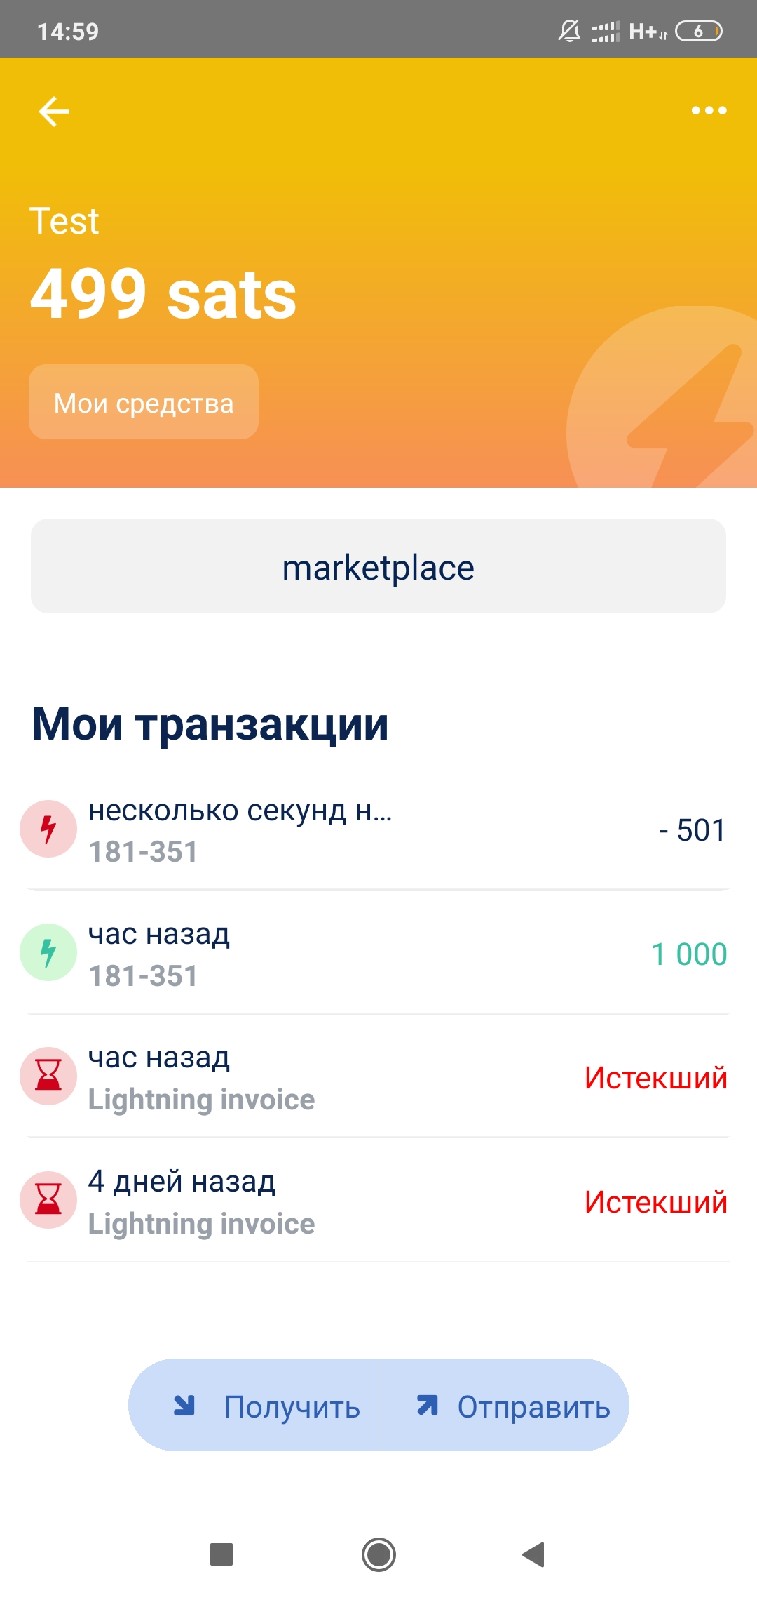 14:59
H+
6
Test
499 sats
Мои средства
marketplace
Мои транзакции
несколько секунд н...
- 501
181-351
час назад
1 000
181-351
час назад
Истекший
Lightning invoice
4 дней назад
Истекший
Lightning invoice
Получить
Отправить